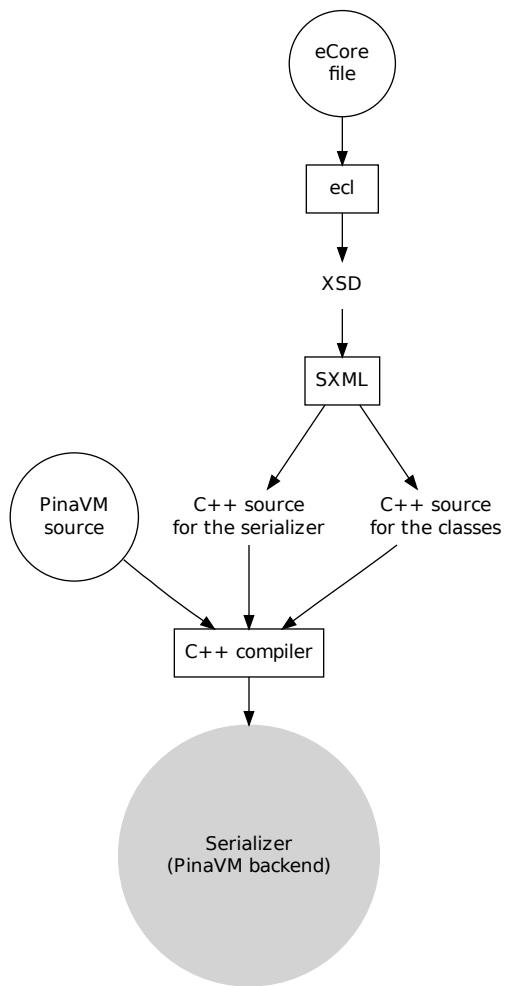 eCore
file
ecl
XSD
SXML
PinaVM
source
C++ source
for the serializer
C++ source
for the classes
C++ compiler
Serializer
(PinaVM backend)